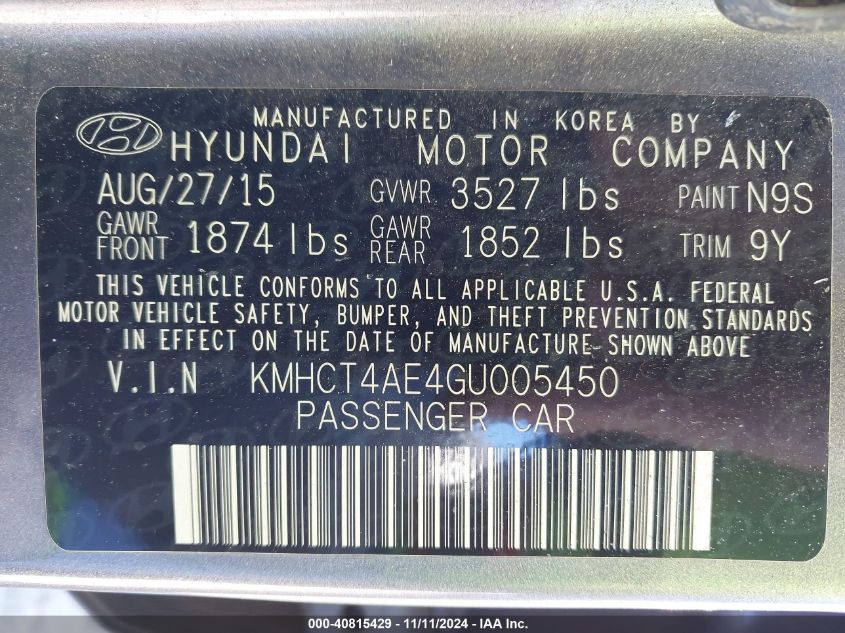 MANUFACTURED IN KOREA BY
HYUNDAI MOTOR COMPANY
AUG/27/15 GVWR 3527 lbs PAINT N9S
GAWR FRONT 1874 lbs GAWR REAR 1852 lbs TRIM 9Y
THIS VEHICLE CONFORMS TO ALL APPLICABLE U.S.A. FEDERAL
MOTOR VEHICLE SAFETY, BUMPER, AND THEFT PREVENTION STANDARDS
IN EFFECT ON THE DATE OF MANUFACTURE SHOWN ABOVE
V.I.N KMHCT4AE4GU005450
PASSENGER CAR
000-40815429 - 11/11/2024 - IAA Inc.